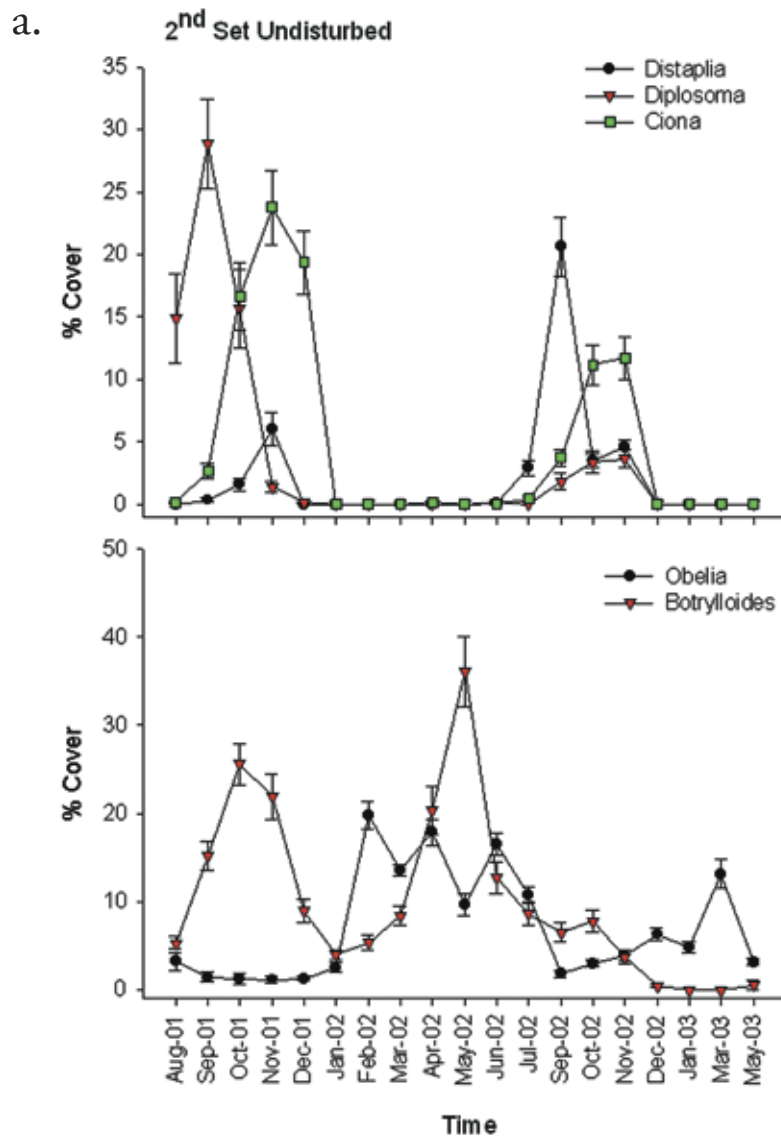 a.
2nd Set Undisturbed
35
30
25
20
15
10
5
0
% Cover
Distaplia
Diplosoma
Ciona
50
40
30
20
10
0
% Cover
Obelia
Botrylloides
Aug-01
Sep-01
Oct-01
Nov-01
Dec-01
Jan-02
Feb-02
Mar-02
Apr-02
May-02
Jun-02
Jul-02
Sep-02
Oct-02
Nov-02
Dec-02
Jan-03
Mar-03
May-03
Time